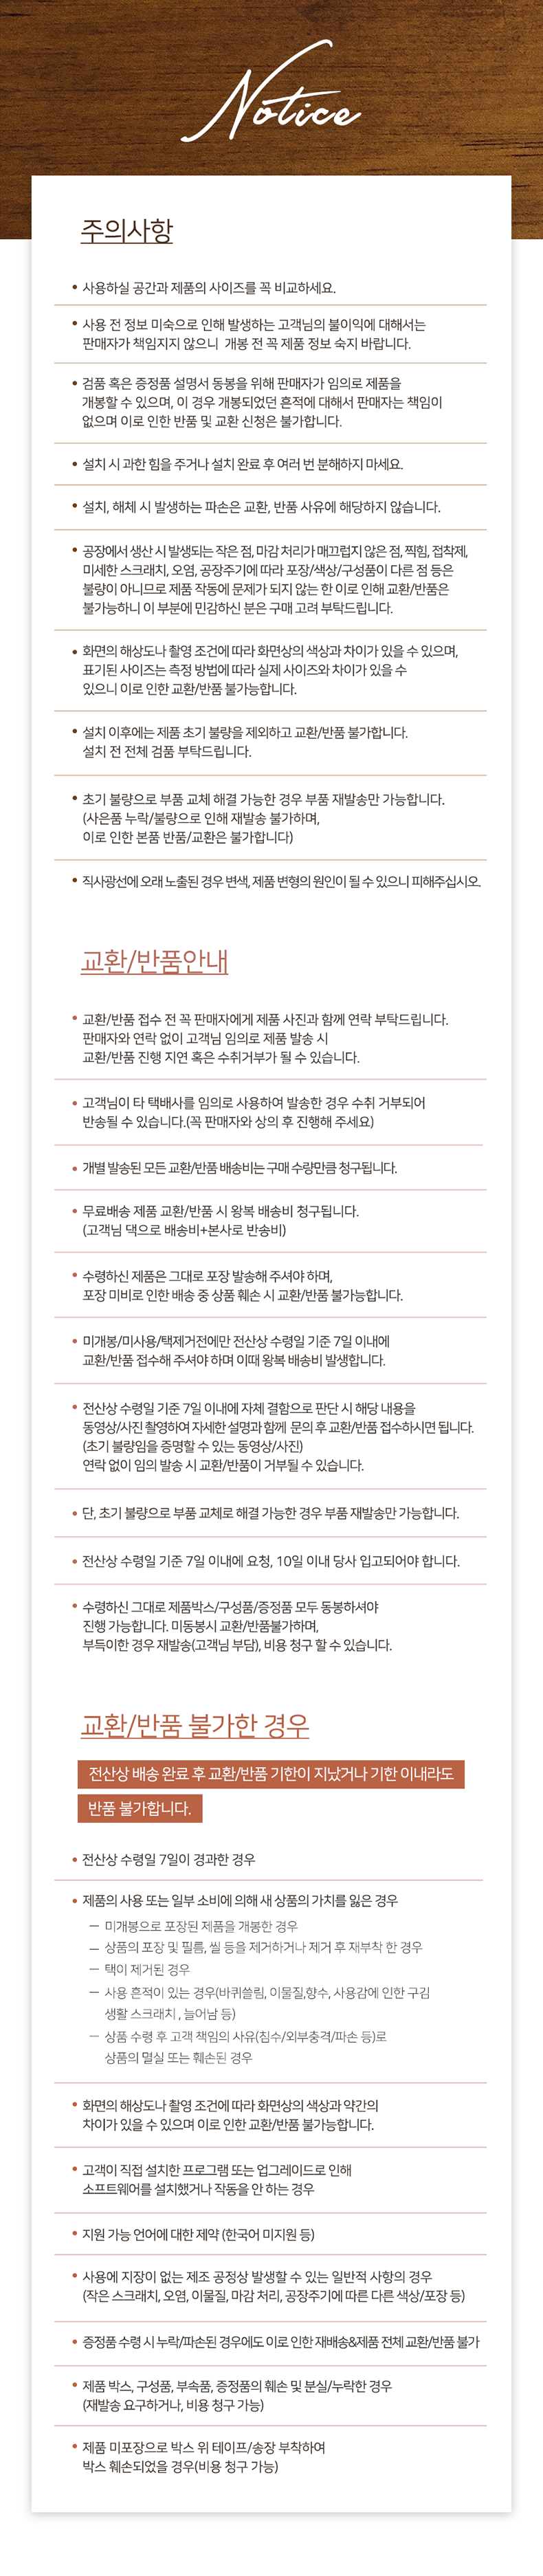 Notice
주의사항
• 사용하실 공간과 제품의 사이즈를 꼭 비교하세요.
• 사용 전 정보 미숙으로 인해 발생하는 고객님의 불이익에 대해서는
판매자가 책임지지 않으니 개봉 전 꼭 제품 정보 숙지 바랍니다.
• 검품 혹은 증정품 설명서 동봉을 위해 판매자가 임의로 제품을
개봉할 수 있으며, 이 경우 개봉되었던 흔적에 대해서 판매자는 책임이
없으며 이로 인한 반품 및 교환 신청은 불가합니다.
• 설치 시 과한 힘을 주거나 설치 완료 후 여러 번 분해하지 마세요.
• 설치, 해체 시 발생하는 파손은 교환, 반품 사유에 해당하지 않습니다.
• 공장에서 생산 시 발생되는 작은 점, 마감 처리가 매끄럽지 않은 점, 찍힘, 접착제,
미세한 스크래치, 오염, 공장주기에 따라 포장/색상/구성품이 다른 점 등은
불량이 아니므로 제품 작동에 문제가 되지 않는 한 이로 인해 교환/반품은
불가능하니 이 부분에 민감하신 분은 구매 고려 부탁드립니다.
• 화면의 해상도나 촬영 조건에 따라 화면상의 색상과 차이가 있을 수 있으며,
표기된 사이즈는 측정 방법에 따라 실제 사이즈와 차이가 있을 수
있으니 이로 인한 교환/반품 불가능합니다.
• 설치 이후에는 제품 초기 불량을 제외하고 교환/반품 불가합니다.
설치 전 전체 검품 부탁드립니다.
• 초기 불량으로 부품 교체 해결 가능한 경우 부품 재발송만 가능합니다.
(사은품 누락/불량으로 인해 재발송 불가하며,
이로 인한 본품 반품/교환은 불가합니다)
• 직사광선에 오래 노출된 경우 변색, 제품 변형의 원인이 될 수 있으니 피해주십시오.
교환/반품안내
• 교환/반품 접수 전 꼭 판매자에게 제품 사진과 함께 연락 부탁드립니다.
판매자와 연락 없이 고객님 임의로 제품 발송 시
교환/반품 진행 지연 혹은 수취거부가 될 수 있습니다.
• 고객님이 타 택배사를 임의로 사용하여 발송한 경우 수취 거부되어
반송될 수 있습니다.(꼭 판매자와 상의 후 진행해 주세요)
• 개별 발송된 모든 교환/반품 배송비는 구매 수량만큼 청구됩니다.
• 무료배송 제품 교환/반품 시 왕복 배송비 청구됩니다.
(고객님 댁으로 배송비+본사로 반송비)
• 수령하신 제품은 그대로 포장 발송해 주셔야 하며,
포장 미비로 인한 배송 중 상품 훼손 시 교환/반품 불가능합니다.
• 미개봉/미사용/택제거전에만 전산상 수령일 기준 7일 이내에
교환/반품 접수해 주셔야 하며 이때 왕복 배송비 발생합니다.
• 전산상 수령일 기준 7일 이내에 자체 결함으로 판단 시 해당 내용을
동영상/사진 촬영하여 자세한 설명과 함께 문의 후 교환/반품 접수하시면 됩니다.
(초기 불량임을 증명할 수 있는 동영상/사진)
연락 없이 임의 발송 시 교환/반품이 거부될 수 있습니다.
• 단, 초기 불량으로 부품 교체로 해결 가능한 경우 부품 재발송만 가능합니다.
• 전산상 수령일 기준 7일 이내에 요청, 10일 이내 당사 입고되어야 합니다.
• 수령하신 그대로 제품박스/구성품/증정품 모두 동봉하셔야
진행 가능합니다. 미동봉시 교환/반품불가하며,
부득이한 경우 재발송(고객님 부담), 비용 청구 할 수 있습니다.
교환/반품 불가한 경우
전산상 배송 완료 후 교환/반품 기한이 지났거나 기한 이내라도
반품 불가합니다.
• 전산상 수령일 7일이 경과한 경우
• 제품의 사용 또는 일부 소비에 의해 새 상품의 가치를 잃은 경우
– 미개봉으로 포장된 제품을 개봉한 경우
– 상품의 포장 및 필름, 씰 등을 제거하거나 제거 후 재부착 한 경우
– 택이 제거된 경우
– 사용 흔적이 있는 경우(바퀴쓸림, 이물질,향수, 사용감에 인한 구김
생활 스크래치 , 늘어남 등)
– 상품 수령 후 고객 책임의 사유(침수/외부충격/파손 등)로
상품의 멸실 또는 훼손된 경우
• 화면의 해상도나 촬영 조건에 따라 화면상의 색상과 약간의
차이가 있을 수 있으며 이로 인한 교환/반품 불가능합니다.
• 고객이 직접 설치한 프로그램 또는 업그레이드로 인해
소프트웨어를 설치했거나 작동을 안 하는 경우
• 지원 가능 언어에 대한 제약 (한국어 미지원 등)
• 사용에 지장이 없는 제조 공정상 발생할 수 있는 일반적 사항의 경우
(작은 스크래치, 오염, 이물질, 마감 처리, 공장주기에 따른 다른 색상/포장 등)
• 증정품 수령 시 누락/파손된 경우에도 이로 인한 재배송&제품 전체 교환/반품 불가
• 제품 박스, 구성품, 부속품, 증정품의 훼손 및 분실/누락한 경우
(재발송 요구하거나, 비용 청구 가능)
• 제품 미포장으로 박스 위 테이프/송장 부착하여
박스 훼손되었을 경우(비용 청구 가능)